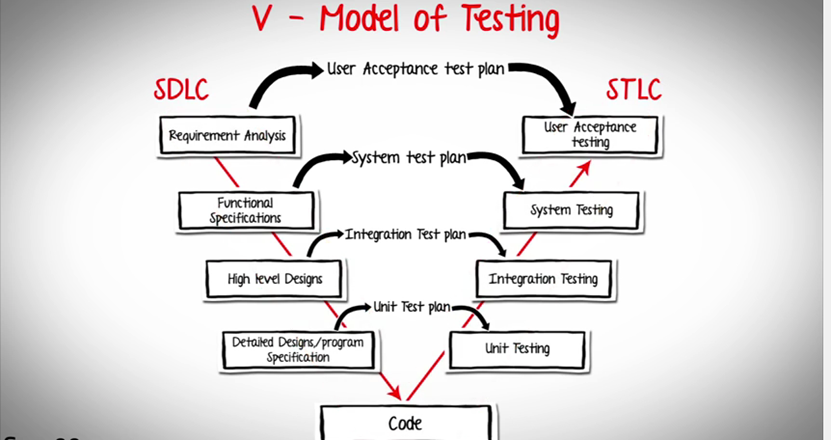 V - Model of Testing
User Acceptance test plan
SDLC
STLC
Requirement Analysis
User Acceptance
testing
System test plan
Functional
Specifications
System Testing
Integration Test plan
High level Designs
Integration Testing
Unit Test plan
Detailed Designs/program
Specification
Unit Testing
Code